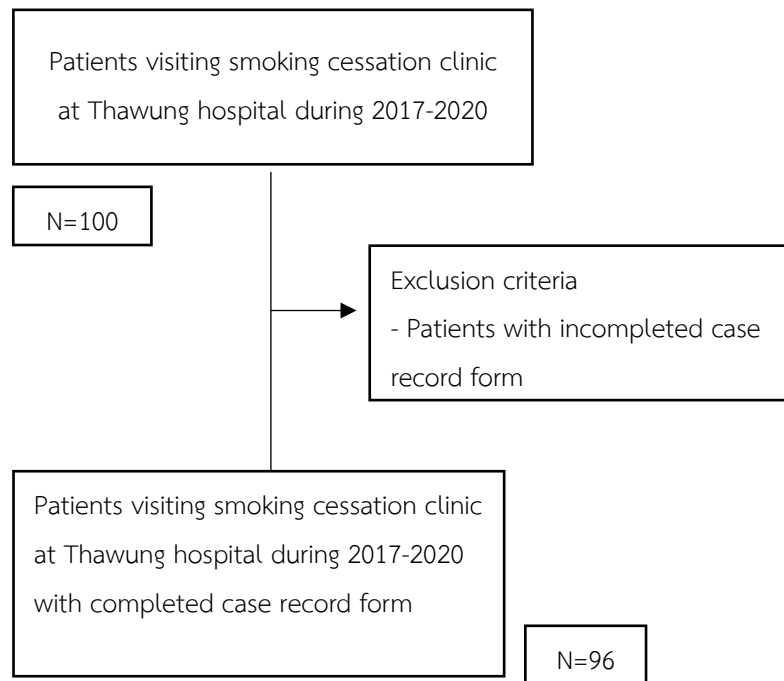 Patients visiting smoking cessation clinic
at Thawung hospital during 2017-2020
N=100
Exclusion criteria
- Patients with incompleted case
record form
Patients visiting smoking cessation clinic
at Thawung hospital during 2017-2020
with completed case record form
N=96